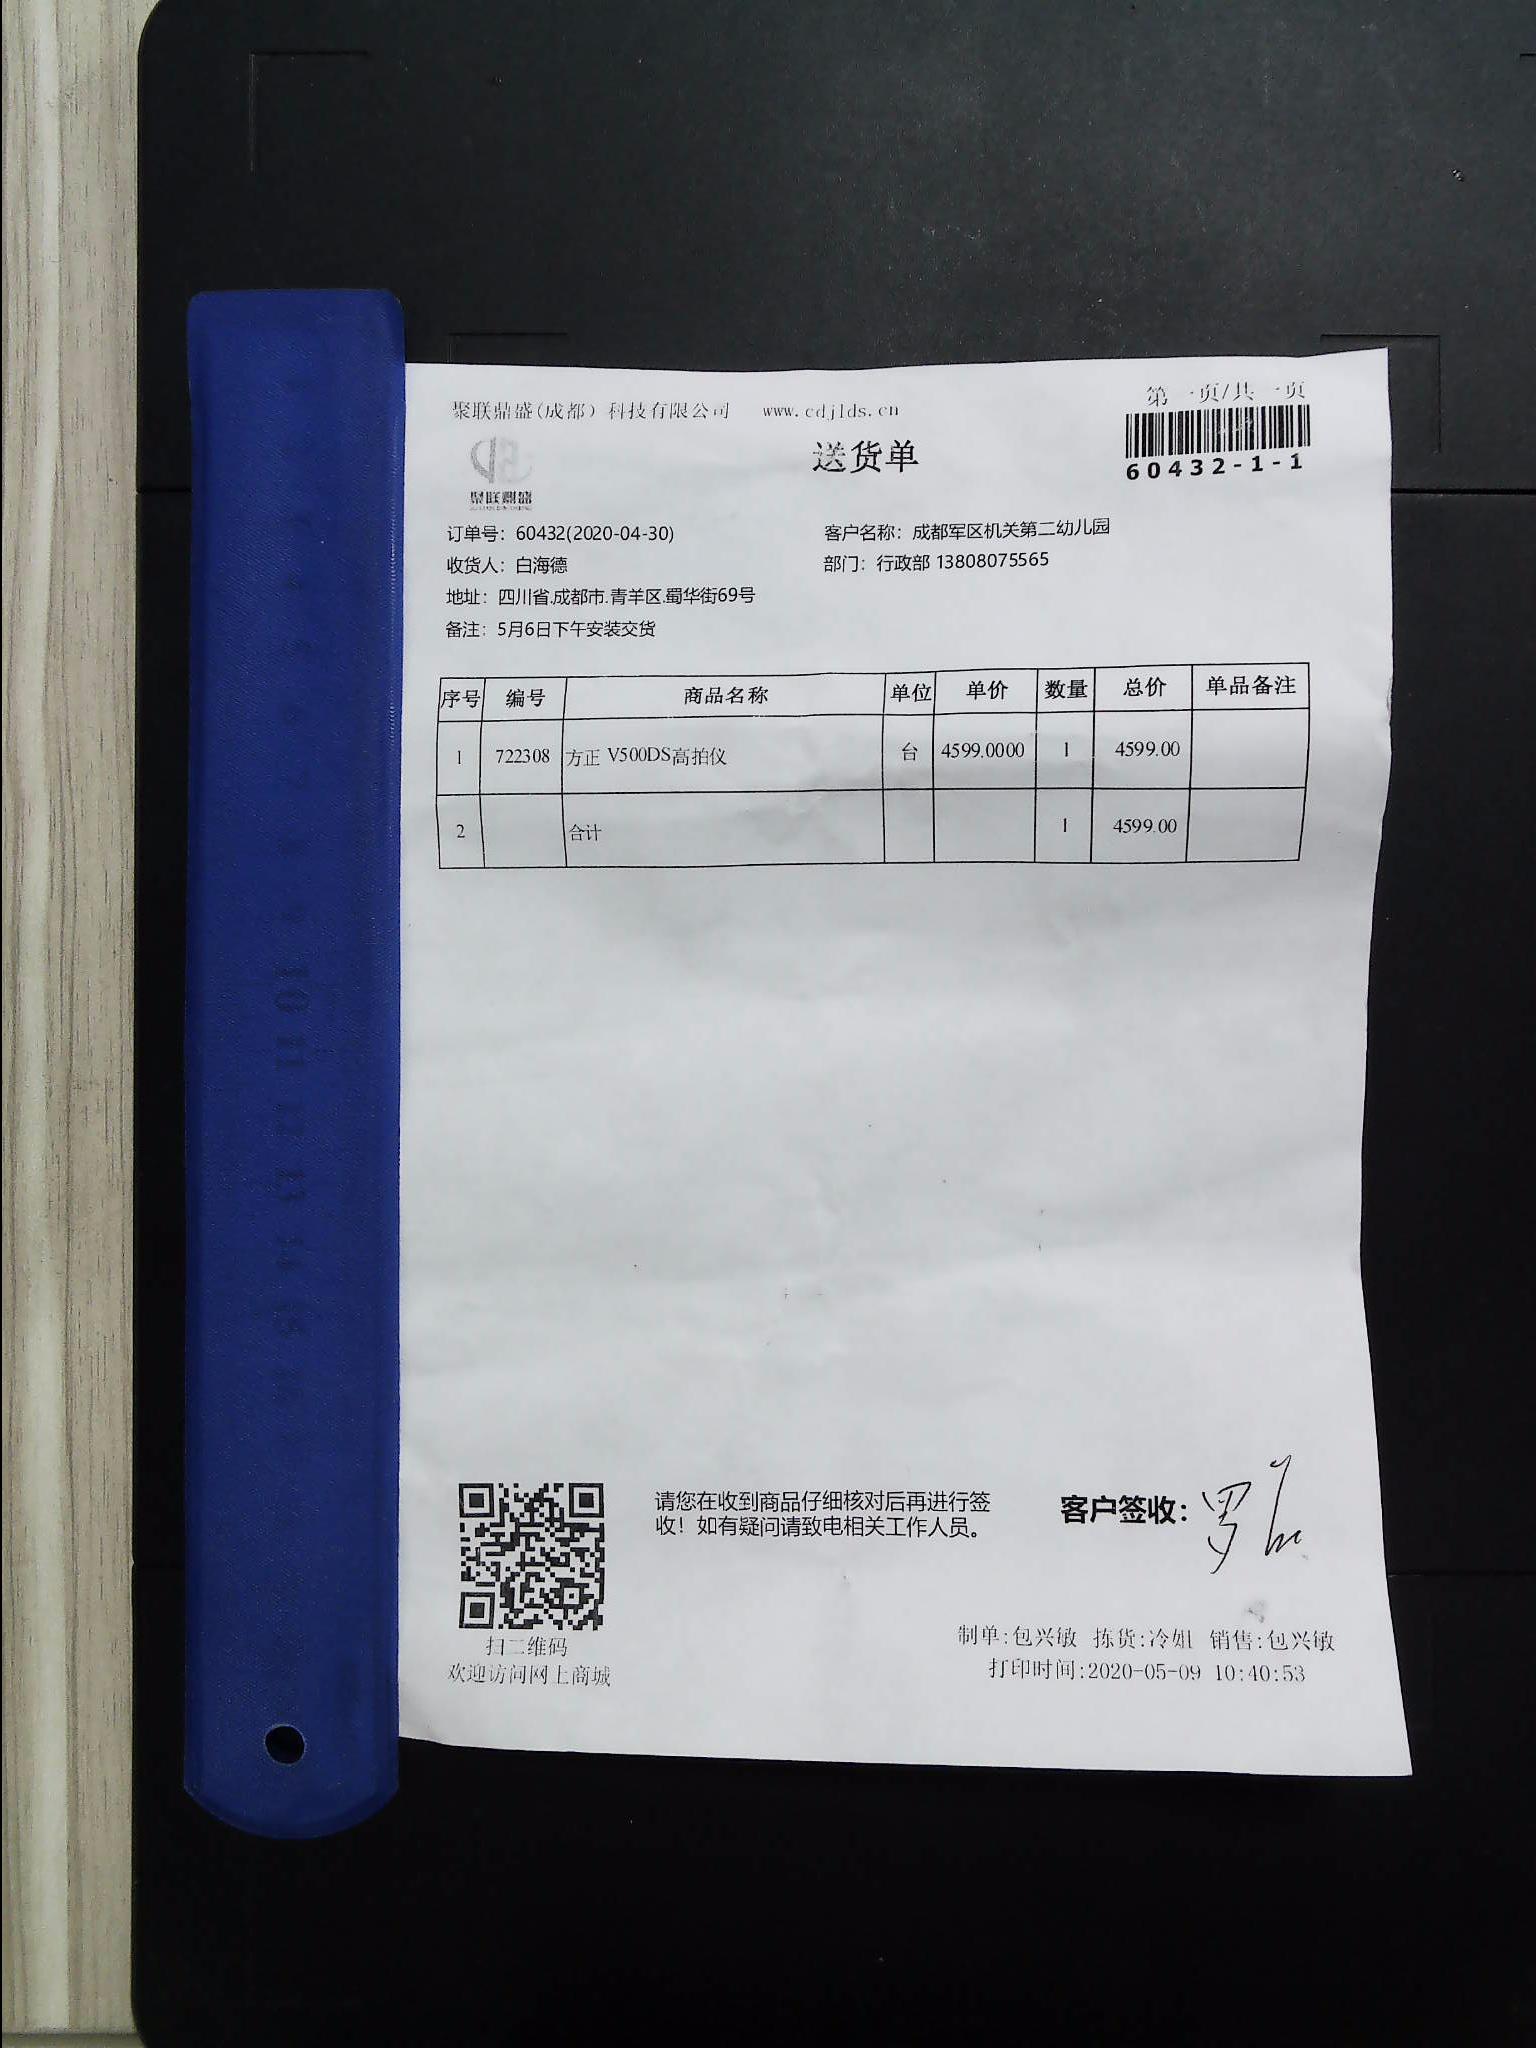 聚联鼎盛(成都)科技有限公司 www.cdjlds.cn
第一页/共一页
送货单
60432-1-1
聚联鼎盛
订单号：60432(2020-04-30) 客户名称：成都军区机关第二幼儿园
收货人：白海德 部门：行政部 13808075565
地址：四川省.成都市.青羊区.蜀华街69号
备注：5月6日下午安装交货
序号 编号 商品名称 单位 单价 数量 总价 单品备注
1 722308 方正 V500DS高拍仪 台 4599.0000 1 4599.00
2 合计 1 4599.00
请您在收到商品仔细核对后再进行签
收！如有疑问请致电相关工作人员。
客户签收：罗
扫二维码
欢迎访问网上商城
制单:包兴敏 拣货:冷姐 销售:包兴敏
打印时间:2020-05-09 10:40:53
9
10
11
12
13
14
15